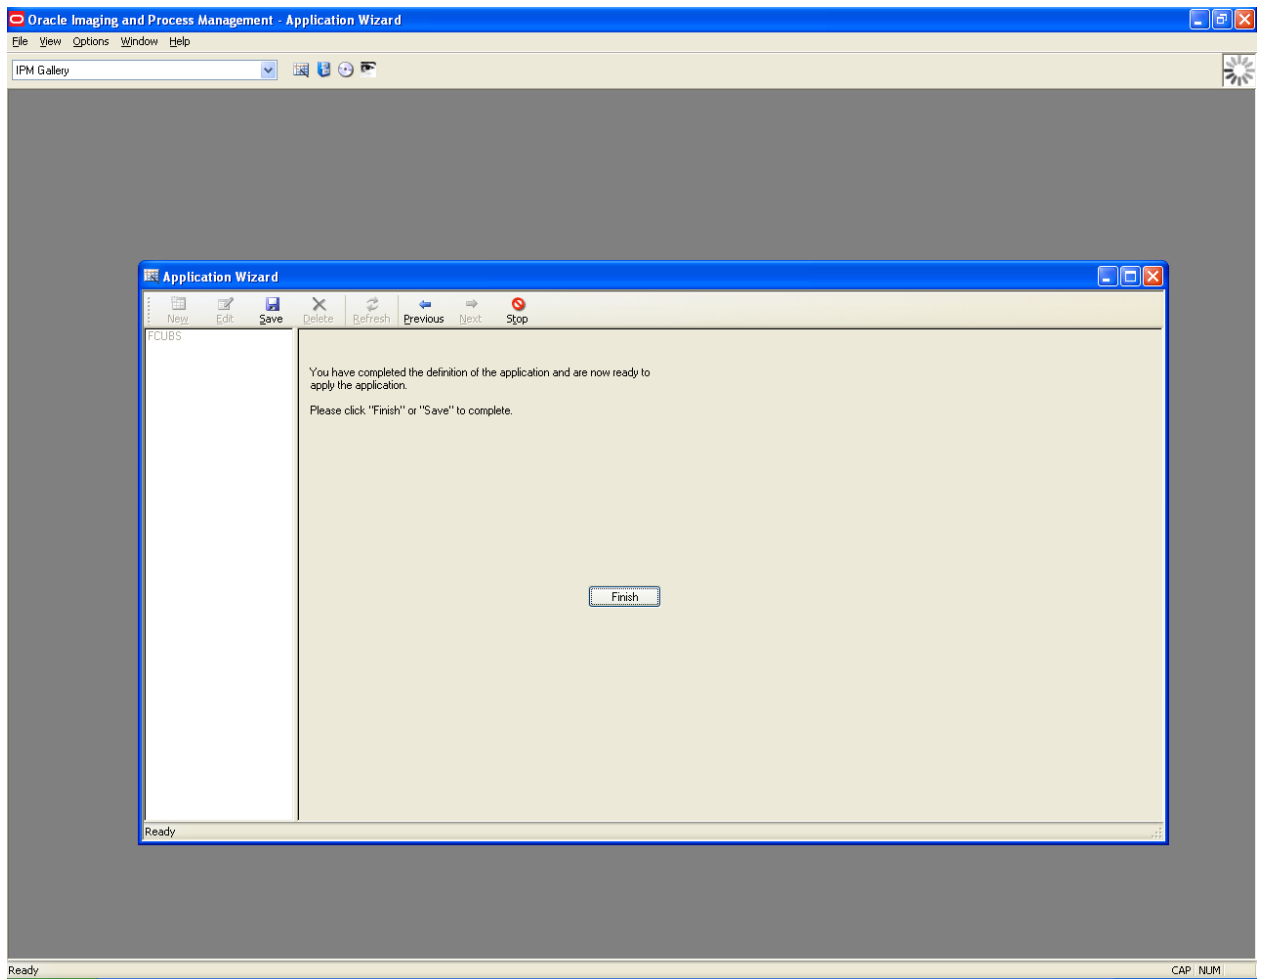 Oracle Imaging and Process Management - Application Wizard
File View Options Window Help
IPM Gallery
Application Wizard
New Edit Save Delete Refresh Previous Next Stop
FCUBS
You have completed the definition of the application and are now ready to
apply the application.
Please click "Finish" or "Save" to complete.
Finish
Ready
Ready CAP NUM